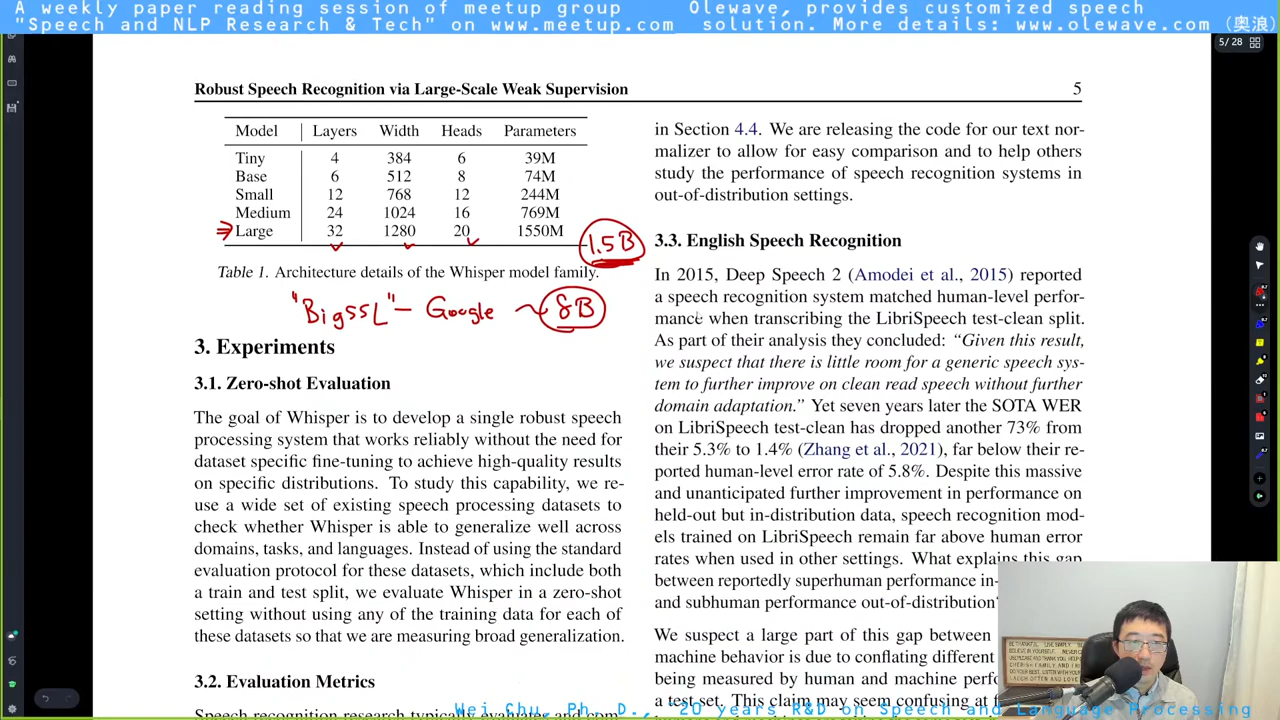 A weekly paper reading session of meetup group
"Speech and NLP Research & Tech" on www.meetup.com
Olewave, provides customized speech
solution. More details: www.olewave.com (奥浪)
5/28
Robust Speech Recognition via Large-Scale Weak Supervision
5
Model Layers Width Heads Parameters
Tiny 4 384 6 39M
Base 6 512 8 74M
Small 12 768 12 244M
Medium 24 1024 16 769M
Large 32 1280 20 1550M
1.5B
Table 1. Architecture details of the Whisper model family.
"BigSSL" – Google ~ 8B
3. Experiments
3.1. Zero-shot Evaluation
The goal of Whisper is to develop a single robust speech
processing system that works reliably without the need for
dataset specific fine-tuning to achieve high-quality results
on specific distributions. To study this capability, we re-
use a wide set of existing speech processing datasets to
check whether Whisper is able to generalize well across
domains, tasks, and languages. Instead of using the standard
evaluation protocol for these datasets, which include both
a train and test split, we evaluate Whisper in a zero-shot
setting without using any of the training data for each of
these datasets so that we are measuring broad generalization.
3.2. Evaluation Metrics
Speech recognition research typically
in Section 4.4. We are releasing the code for our text nor-
malizer to allow for easy comparison and to help others
study the performance of speech recognition systems in
out-of-distribution settings.
3.3. English Speech Recognition
In 2015, Deep Speech 2 (Amodei et al., 2015) reported
a speech recognition system matched human-level perfor-
mance when transcribing the LibriSpeech test-clean split.
As part of their analysis they concluded: “Given this result,
we suspect that there is little room for a generic speech sys-
tem to further improve on clean read speech without further
domain adaptation.” Yet seven years later the SOTA WER
on LibriSpeech test-clean has dropped another 73% from
their 5.3% to 1.4% (Zhang et al., 2021), far below their re-
ported human-level error rate of 5.8%. Despite this massive
and unanticipated further improvement in performance on
held-out but in-distribution data, speech recognition mod-
els trained on LibriSpeech remain far above human error
rates when used in other settings. What explains this gap
between reportedly superhuman performance in-
and subhuman performance out-of-distribution?
We suspect a large part of this gap between
machine behavior is due to conflating different
being measured by human and machine
a test set. This claim may seem confusing at
Wei Chu, Ph. D., ~20 years R&D on Speech and Language Processing